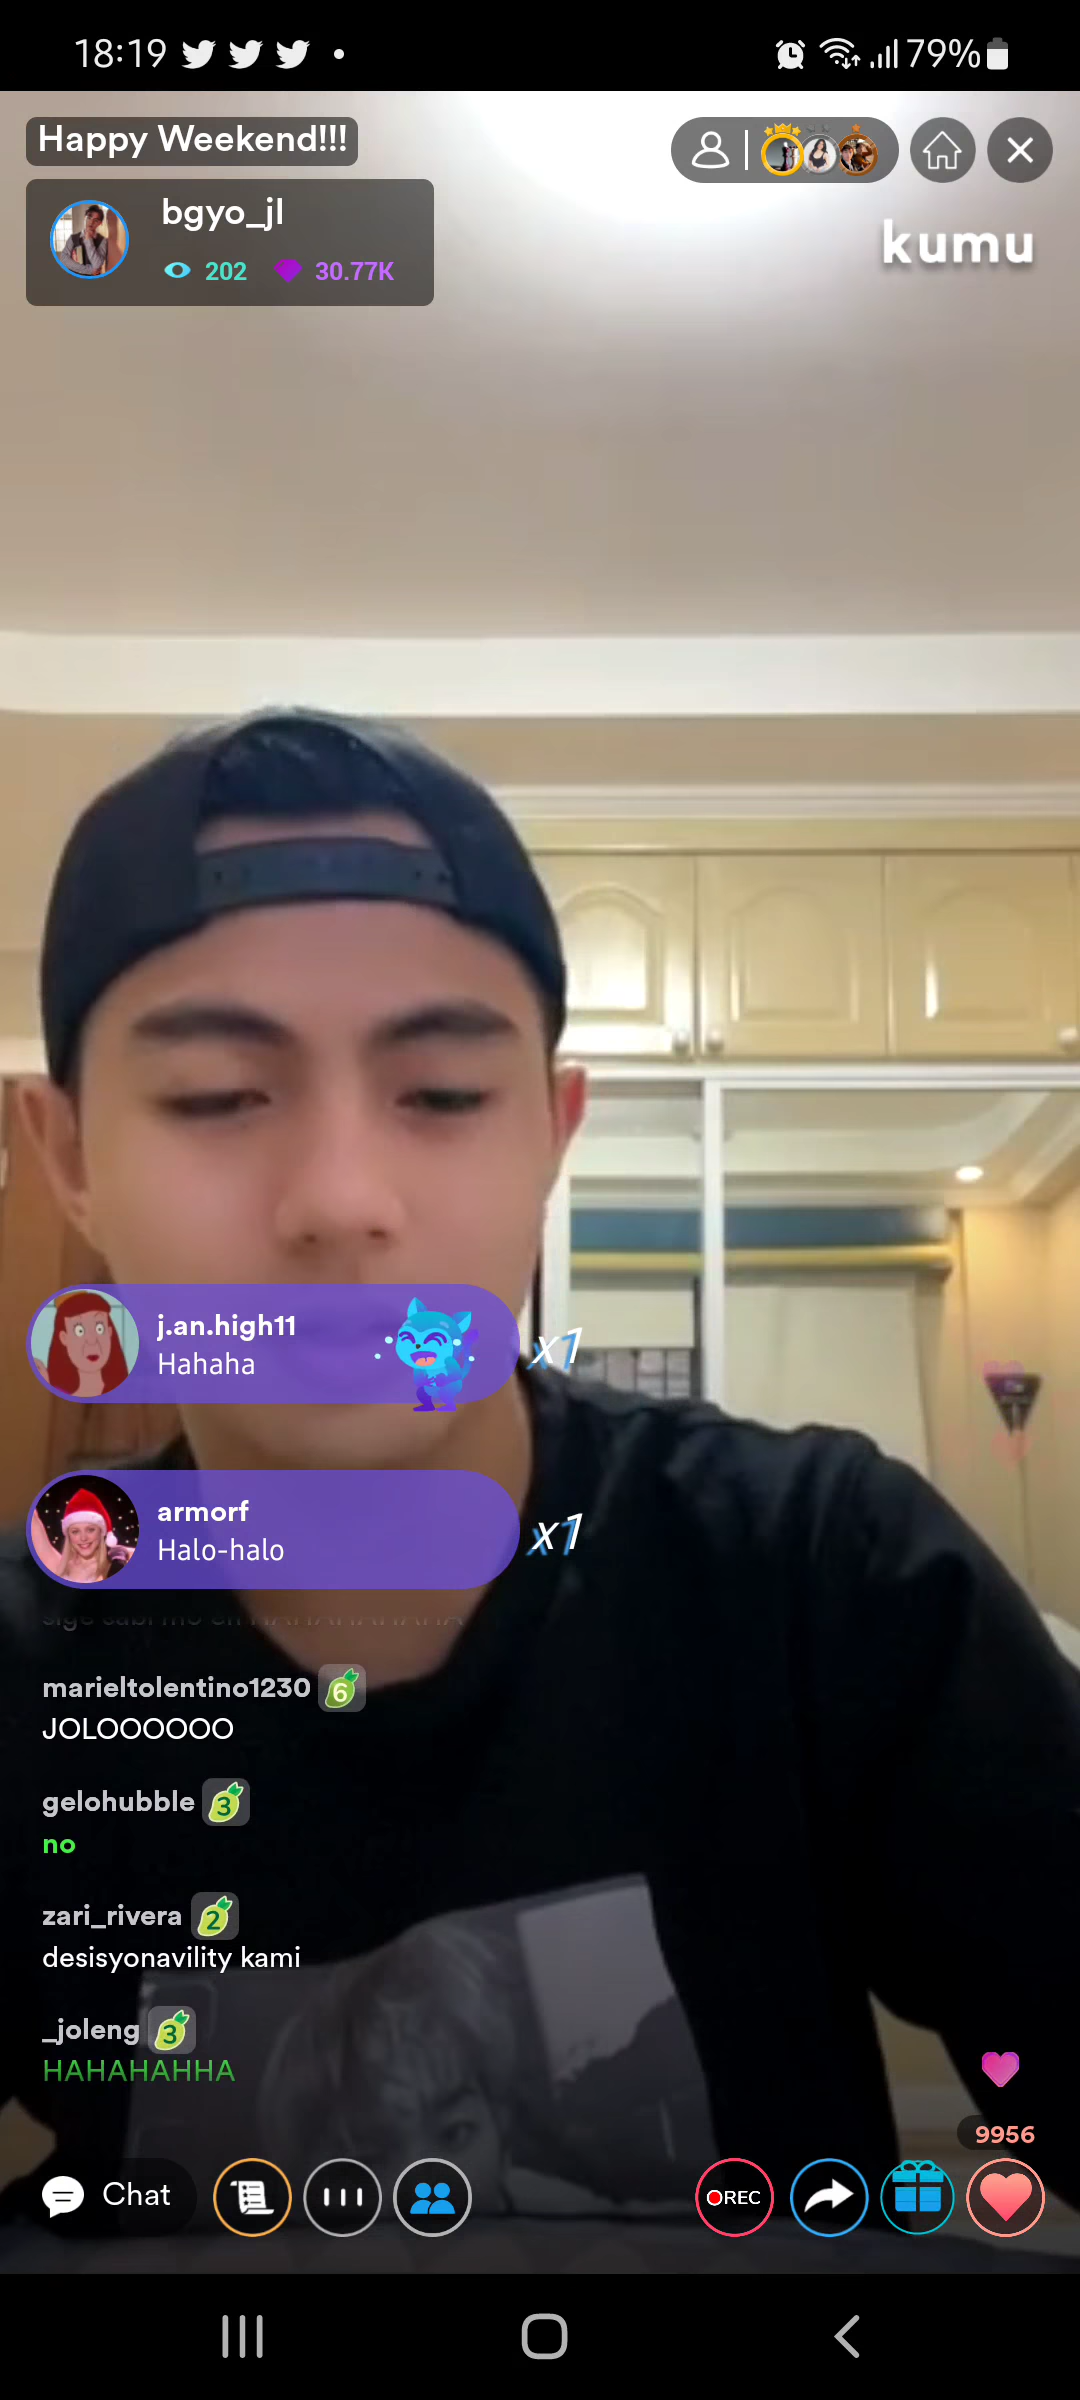 18:19
79%
Happy Weekend!!!
bgyo_jl
202 30.77K
kumu
j.an.high11
Hahaha
x1
armorf
Halo-halo
x1
marieltolentino1230 6
JOLOOOOOO
gelohubble 3
no
zari_rivera 2
desisyonavility kami
_joleng 3
HAHAHAHHA
9956
Chat
REC